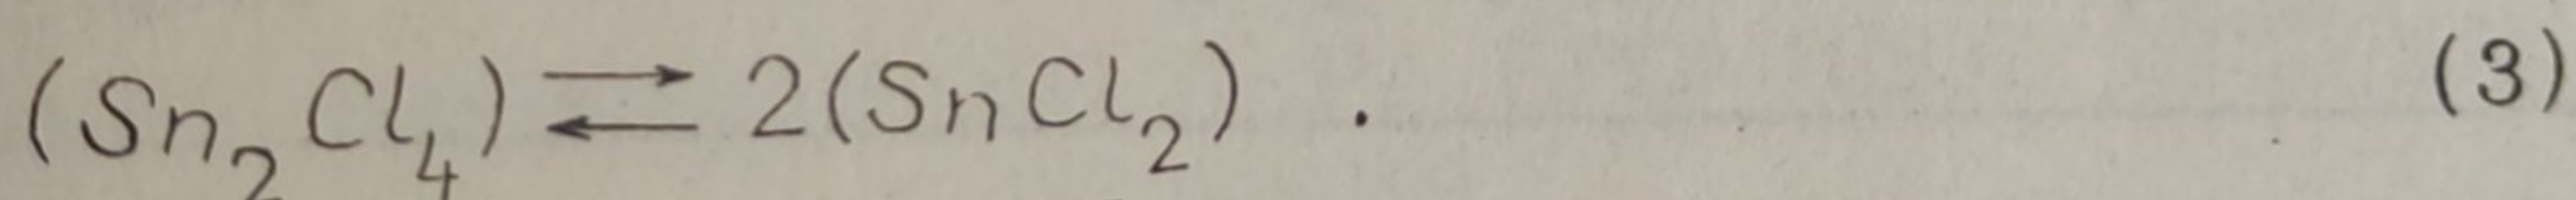 (Sn₂Cl₄) ⇄ 2(SnCl₂) . (3)